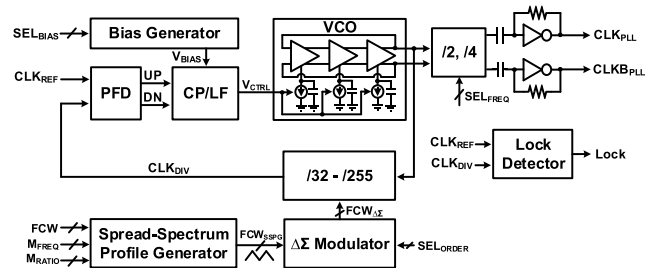 SEL_BIAS
Bias Generator
V_BIAS
VCO
CLK_REF
PFD
UP
DN
CP/LF
V_CTRL
/2, /4
SEL_FREQ
CLK_PLL
CLKB_PLL
CLK_REF
CLK_DIV
Lock
Detector
Lock
CLK_DIV
/32 - /255
FCW_ΔΣ
FCW
M_FREQ
M_RATIO
Spread-Spectrum
Profile Generator
FCW_SSPG
ΔΣ Modulator
SEL_ORDER